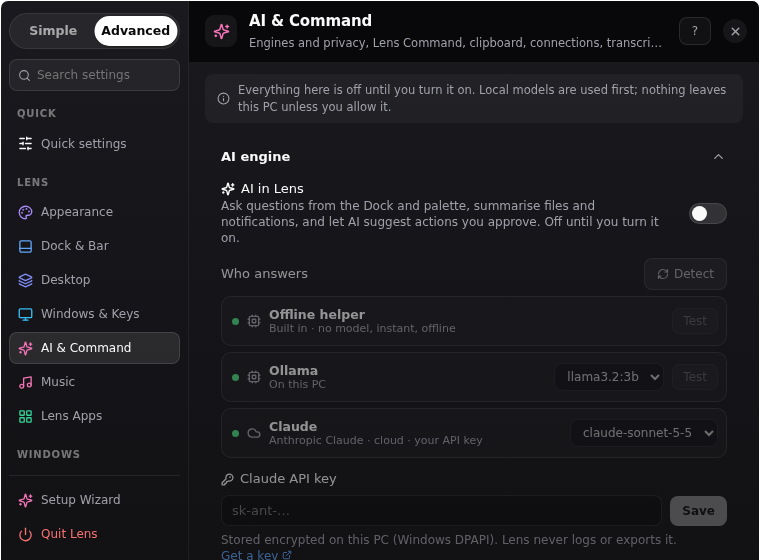 Simple
Advanced
Search settings
QUICK
Quick settings
LENS
Appearance
Dock & Bar
Desktop
Windows & Keys
AI & Command
Music
Lens Apps
WINDOWS
Setup Wizard
Quit Lens
AI & Command
Engines and privacy, Lens Command, clipboard, connections, transcri...
?
Everything here is off until you turn it on. Local models are used first; nothing leaves
this PC unless you allow it.
AI engine
AI in Lens
Ask questions from the Dock and palette, summarise files and
notifications, and let AI suggest actions you approve. Off until you turn it
on.
Who answers
Detect
Offline helper
Built in · no model, instant, offline
Test
Ollama
On this PC
llama3.2:3b
Test
Claude
Anthropic Claude · cloud · your API key
claude-sonnet-5-5
Claude API key
sk-ant-...
Save
Stored encrypted on this PC (Windows DPAPI). Lens never logs or exports it.
Get a key